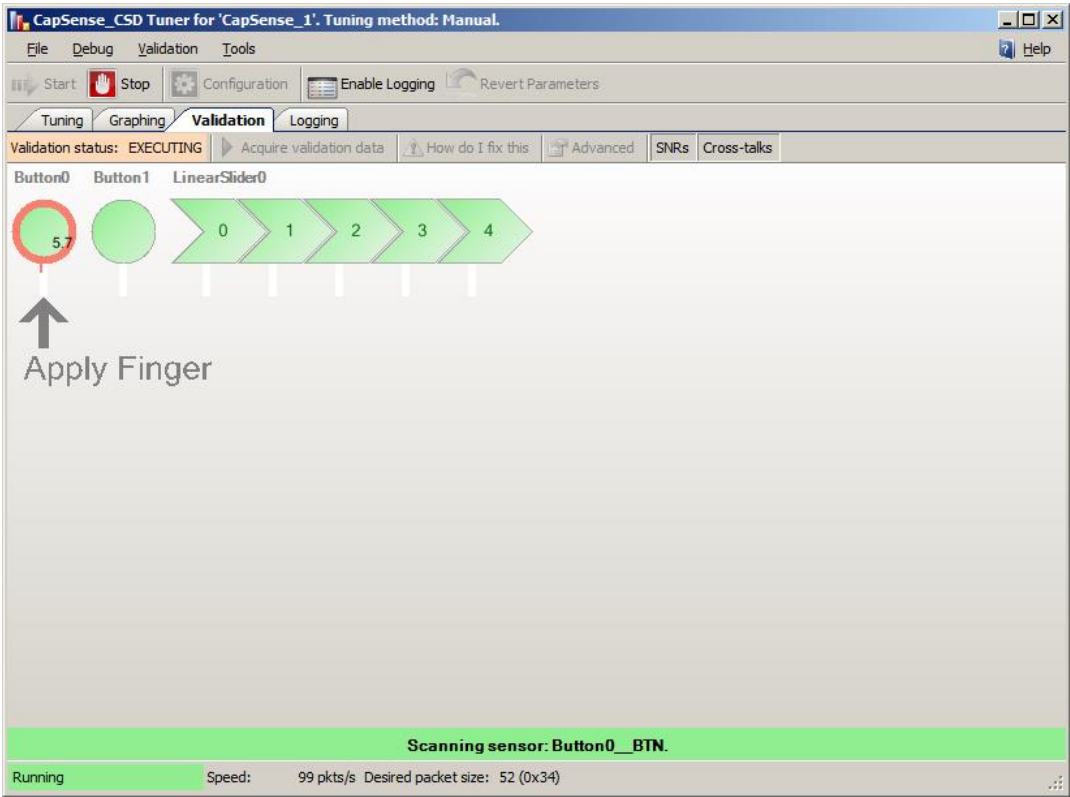 CapSense_CSD Tuner for 'CapSense_1'. Tuning method: Manual.
File Debug Validation Tools Help
Start Stop Configuration Enable Logging Revert Parameters
Tuning Graphing Validation Logging
Validation status: EXECUTING Acquire validation data How do I fix this Advanced SNRs Cross-talks
Button0 Button1 LinearSlider0
5.7 0 1 2 3 4
Apply Finger
Scanning sensor: Button0__BTN.
Running Speed: 99 pkts/s Desired packet size: 52 (0x34)